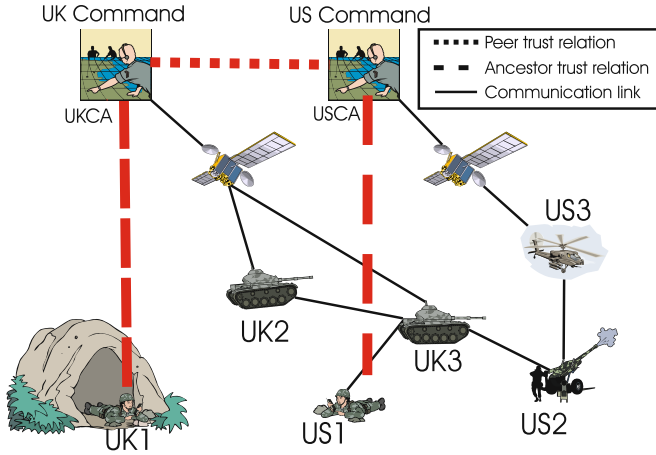 UK Command
US Command
Peer trust relation
Ancestor trust relation
Communication link
UKCA
USCA
US3
UK2
UK3
UK1
US1
US2